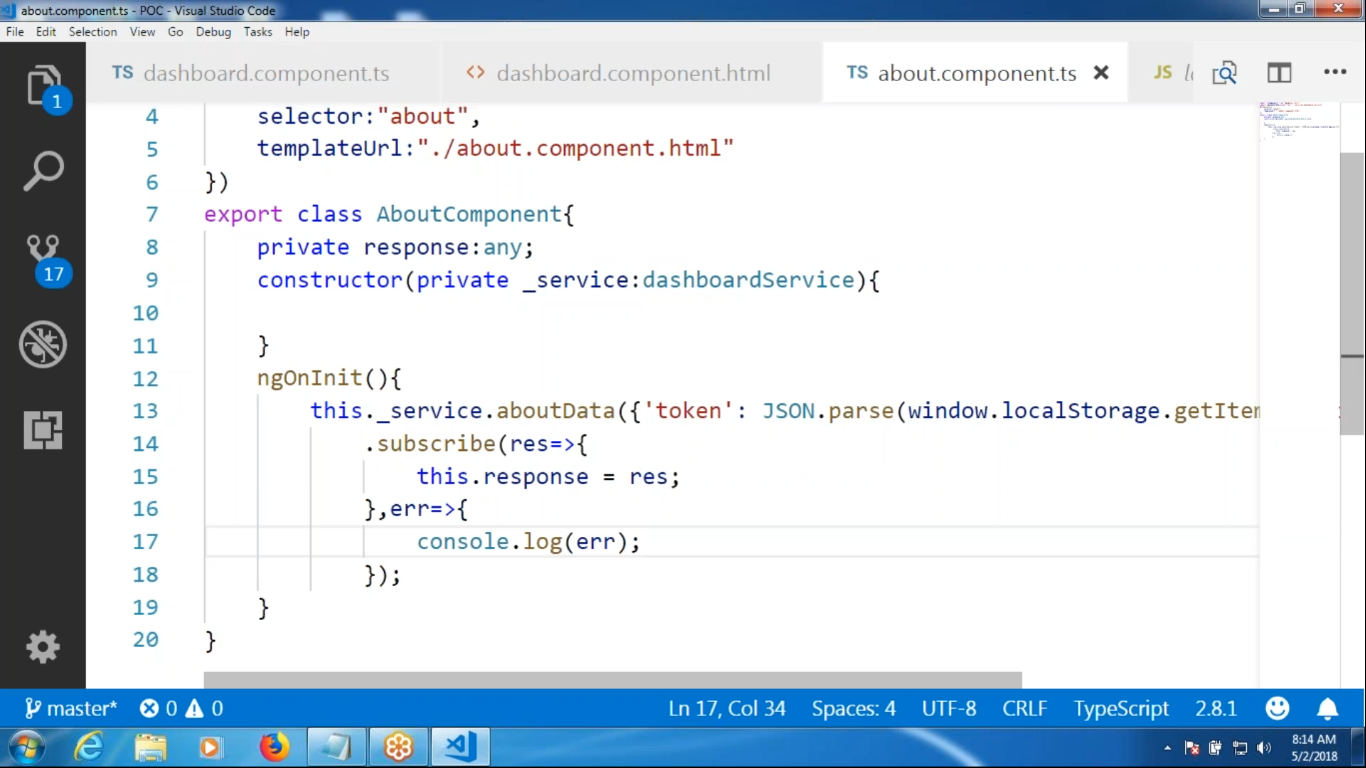 about.component.ts - POC - Visual Studio Code
File Edit Selection View Go Debug Tasks Help
TS dashboard.component.ts <> dashboard.component.html TS about.component.ts × JS
1
17
4 selector:"about",
5 templateUrl:"./about.component.html"
6 })
7 export class AboutComponent{
8 private response:any;
9 constructor(private _service:dashboardService){
10
11 }
12 ngOnInit(){
13 this._service.aboutData({'token': JSON.parse(window.localStorage.getItem
14 .subscribe(res=>{
15 this.response = res;
16 },err=>{
17 console.log(err);
18 });
19 }
20 }
master* 0 0 Ln 17, Col 34 Spaces: 4 UTF-8 CRLF TypeScript 2.8.1
8:14 AM
5/2/2018